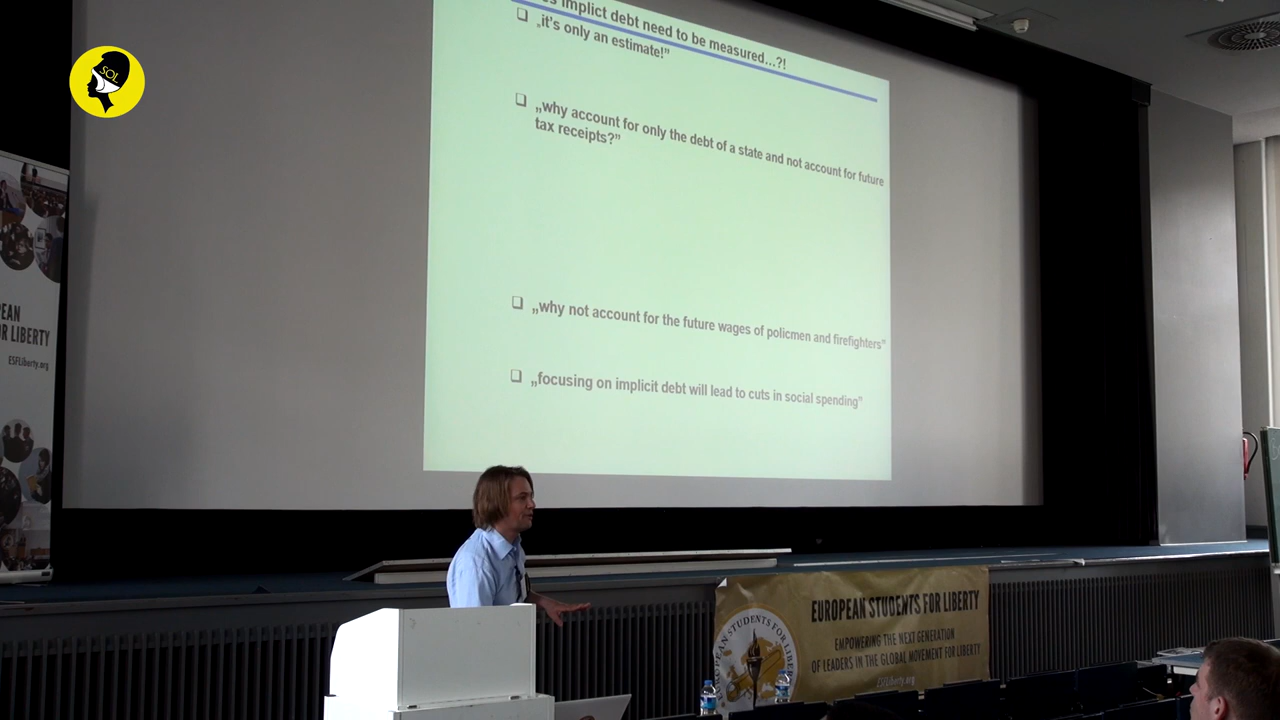 SOL
implict debt need to be measured...?!
„it's only an estimate!”
„why account for only the debt of a state and not account for future
tax receipts?”
„why not account for the future wages of policmen and firefighters”
„focusing on implicit debt will lead to cuts in social spending”
LIBERTY
ESFLiberty.org
EUROPEAN STUDENTS FOR LIBERTY
EMPOWERING THE NEXT GENERATION
OF LEADERS IN THE GLOBAL MOVEMENT FOR LIBERTY
ESFLiberty.org